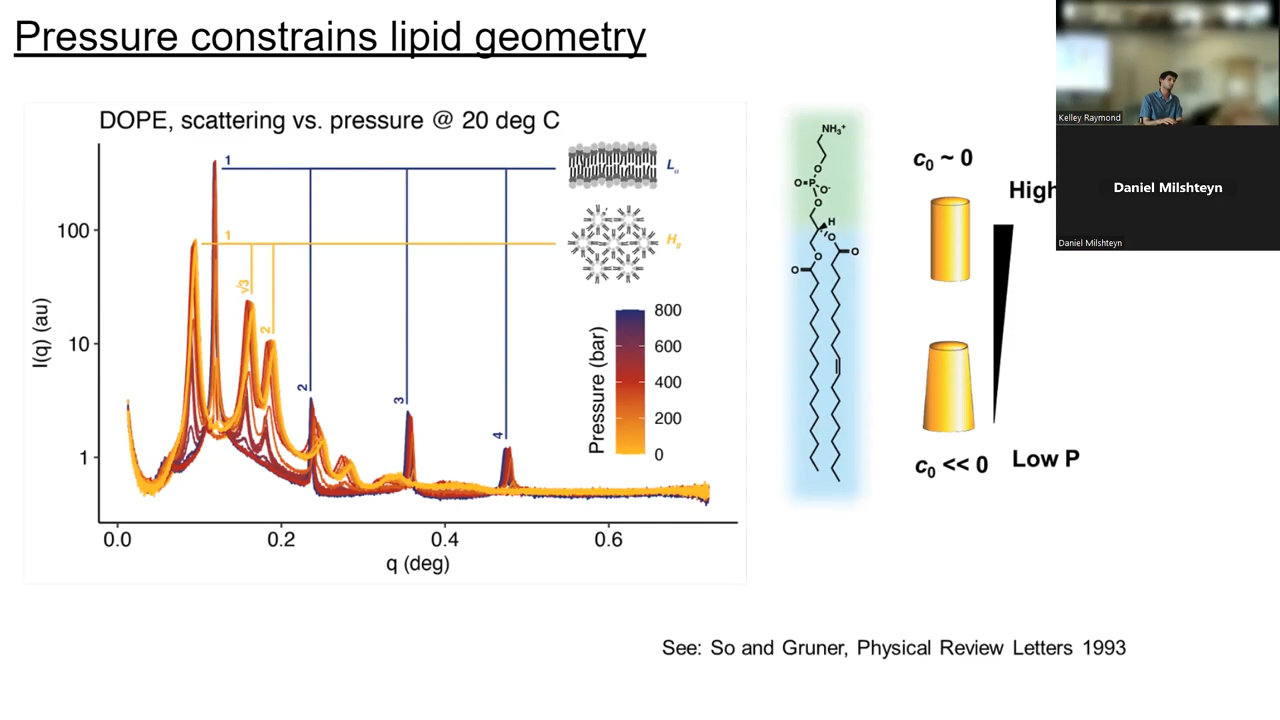 Pressure constrains lipid geometry
DOPE, scattering vs. pressure @ 20 deg C
I(q) (au)
100
10
1
0.0
0.2
0.4
0.6
q (deg)
1
1
√3
2
2
3
4
Lα
Pressure (bar)
800
600
400
200
0
NH₃⁺
O
O
P
O⁻
O
H
O
O
O
O
c₀ ~ 0
High
c₀ << 0
Low P
Kelley Raymond
Daniel Milshteyn
Daniel Milshteyn
See: So and Gruner, Physical Review Letters 1993